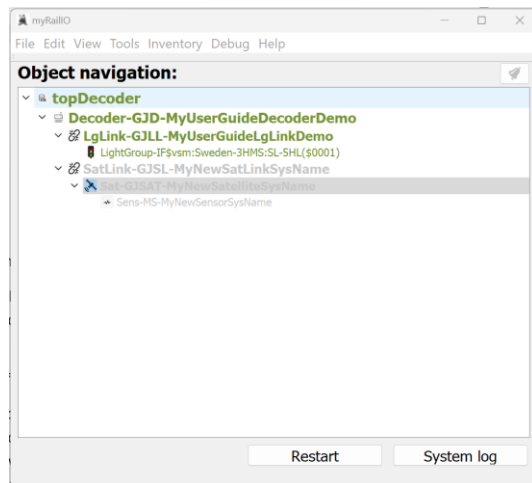 myRailIO
File Edit View Tools Inventory Debug Help
Object navigation:
topDecoder
Decoder-GJD-MyUserGuideDecoderDemo
LgLink-GJLL-MyUserGuideLgLinkDemo
LightGroup-IF$vsm:Sweden-3HMS:SL-5HL($0001)
SatLink-GJSL-MyNewSatLinkSysName
Sat-GJSAT-MyNewSatelliteSysName
Sens-MS-MyNewSensorSysName
Restart System log